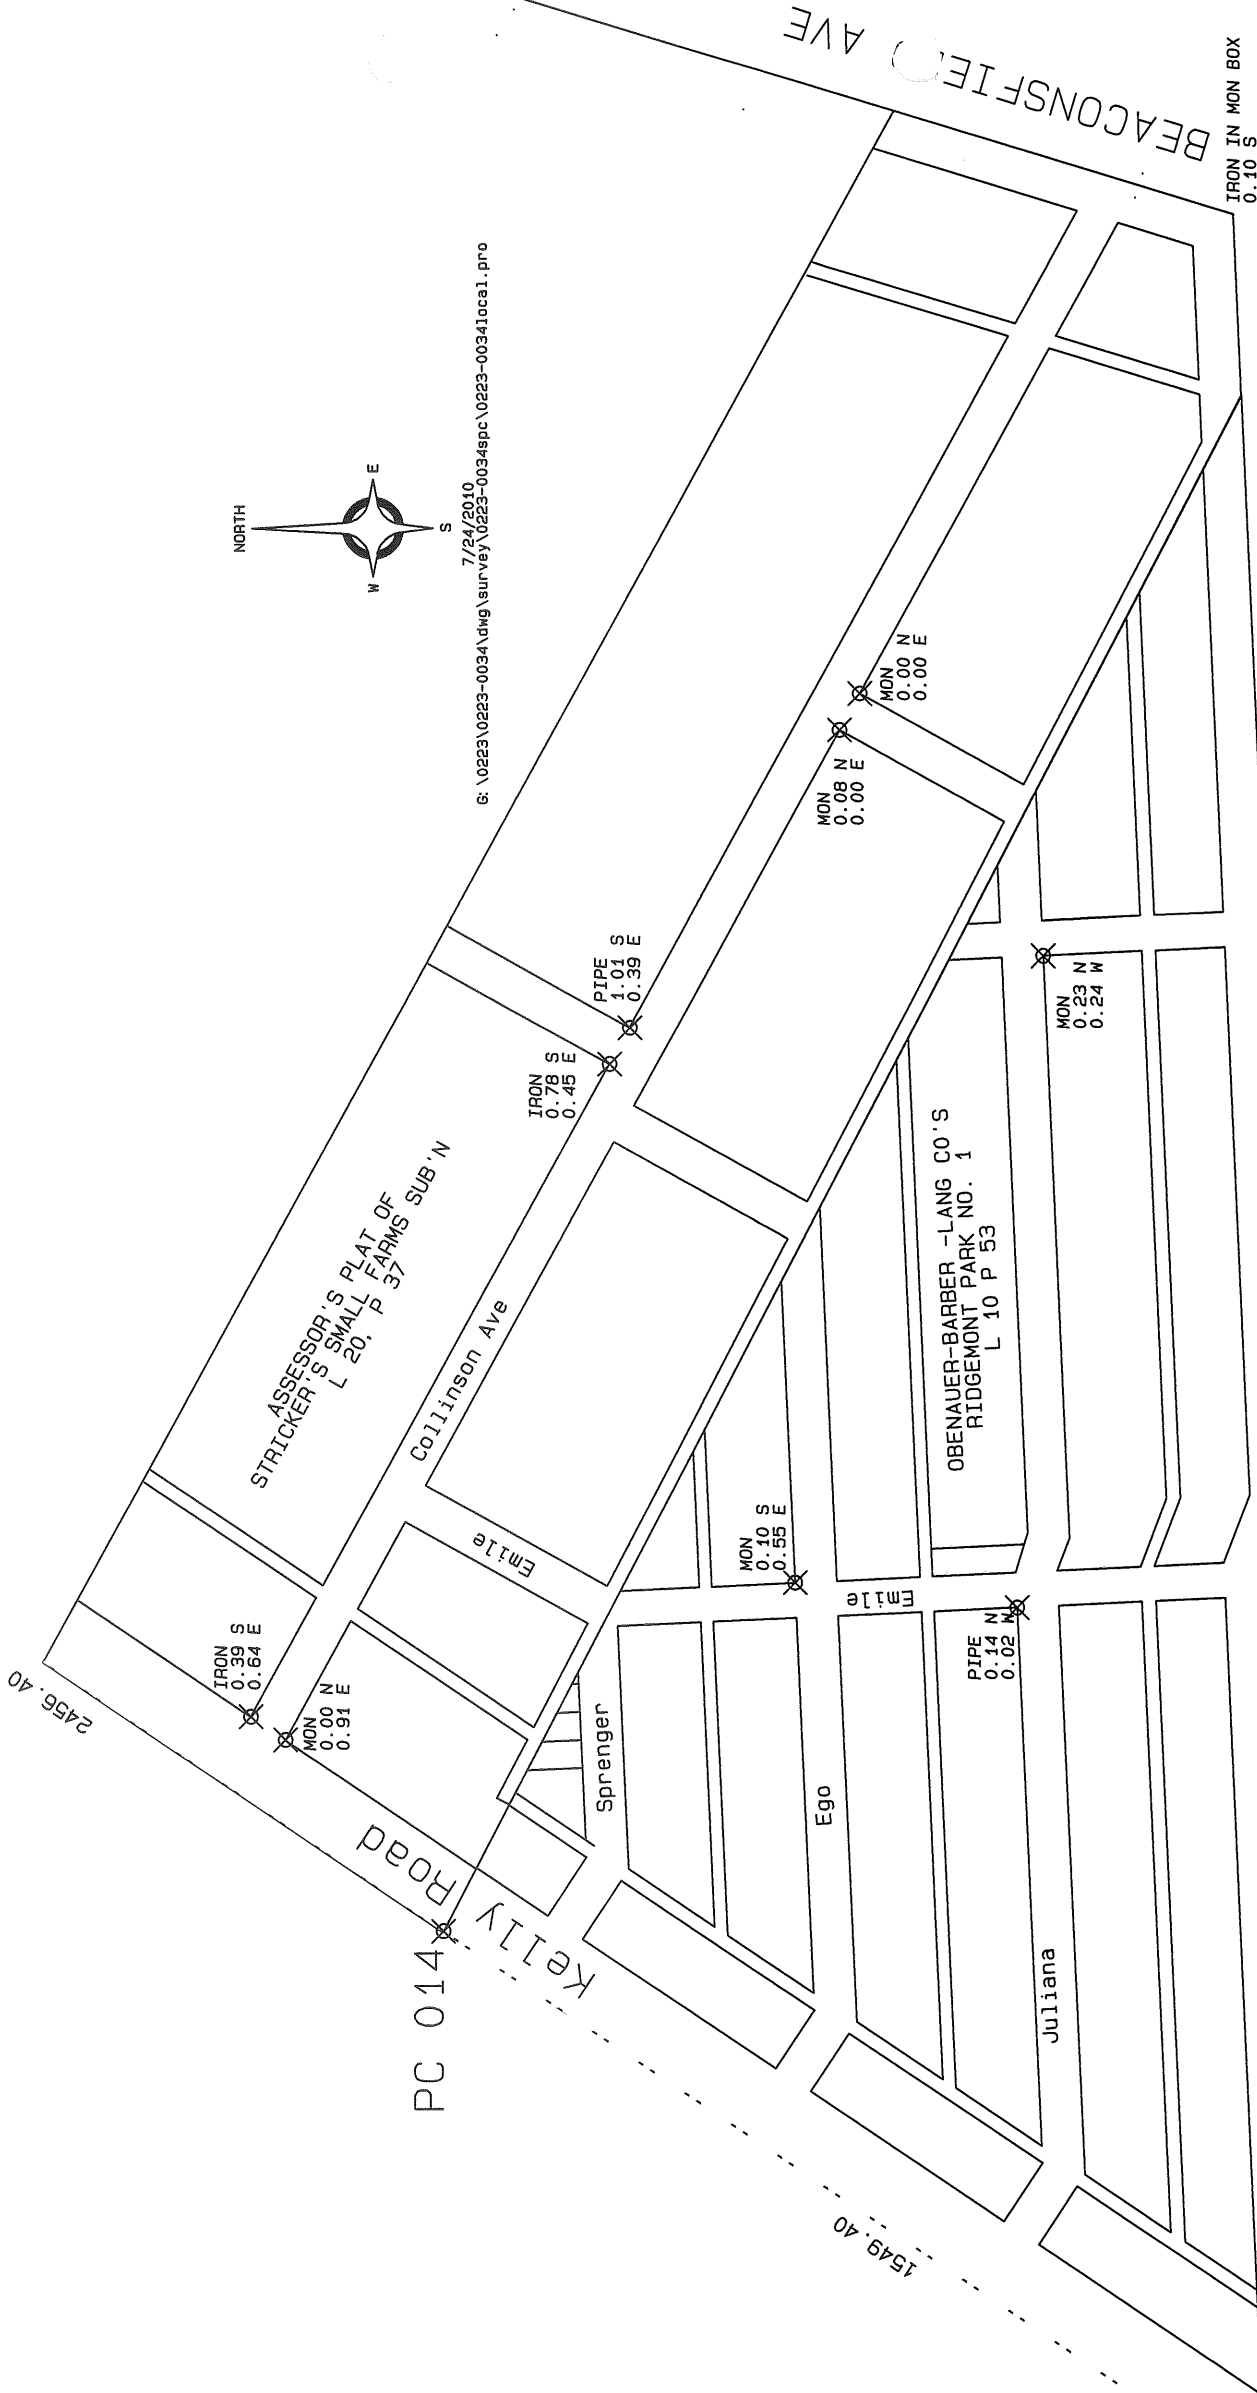 BEACONSFIE
AVE
IRON IN MON BOX
0.10 S
NORTH
W
E
S
7/24/2010
G:\0223\0223-0034\dwg\survey\0223-0034spc\0223-0034local.pro
MON
0.00 N
0.00 E
MON
0.08 N
0.00 E
PIPE
1.01 S
0.39 E
IRON
0.78 S
0.45 E
MON
0.23 N
0.24 W
ASSESSOR'S PLAT OF
STRICKER'S SMALL FARMS SUB'N
L 20, P 37
Collinson Ave
OBENAUER-BARBER -LANG CO'S
RIDGEMONT PARK NO. 1
L 10 P 53
Emile
MON
0.10 S
0.55 E
Emile
IRON
0.39 S
0.64 E
2456.40
MON
0.00 N
0.91 E
PIPE
0.14 N
0.02 W
Sprenger
Ego
Juliana
Kelly Road
PC 014
1549.40